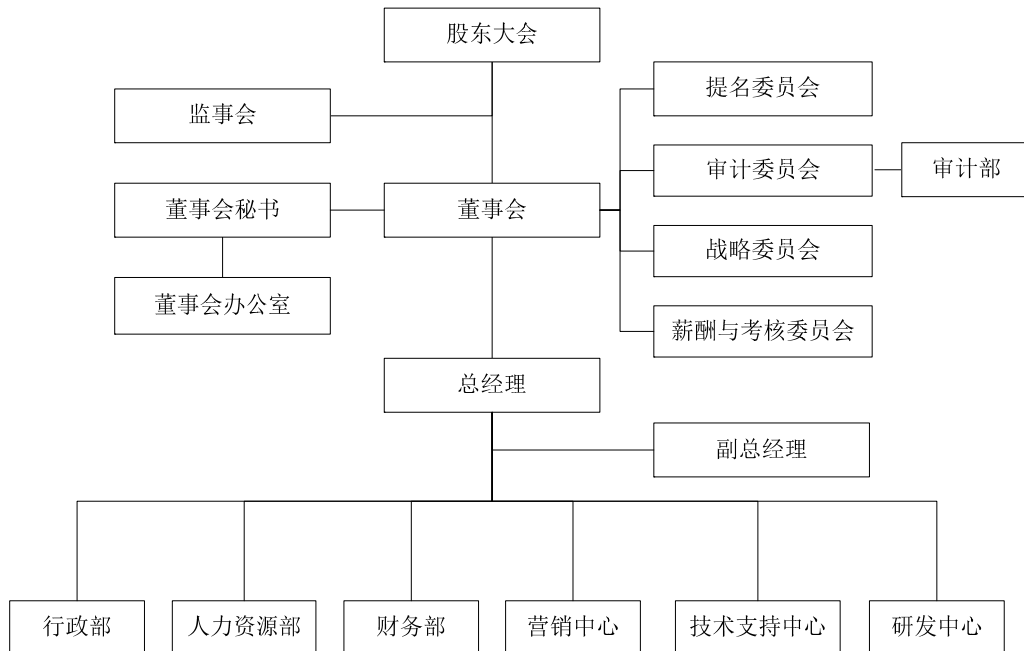 股东大会
监事会
提名委员会
审计委员会
审计部
董事会秘书
董事会
战略委员会
董事会办公室
薪酬与考核委员会
总经理
副总经理
行政部
人力资源部
财务部
营销中心
技术支持中心
研发中心